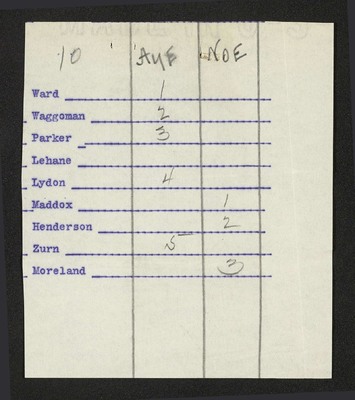 10 AYE NOE
Ward 1
Waggoman 2
Parker 3
Lehane
Lydon 4
Maddox 1
Henderson 2
Zurn 5
Moreland 3